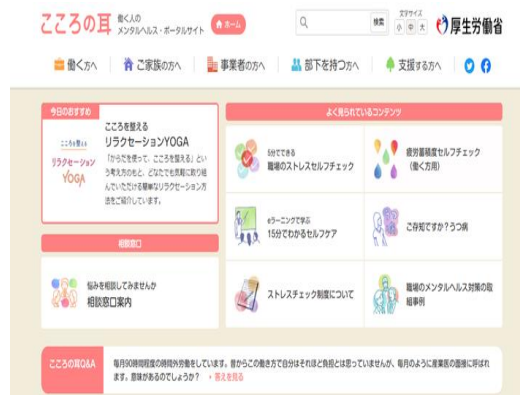 こころの耳
働く人の
メンタルヘルス・ポータルサイト
ホーム
検索
文字サイズ
小 中 大
厚生労働省
働く方へ
ご家族の方へ
事業者の方へ
部下を持つ方へ
支援する方へ
今日のおすすめ
こころを整える
リラクセーション
YOGA
こころを整える
リラクセーションYOGA
「からだを使って、こころを整える」とい
う考え方のもと、どなたでも気軽に取り組
んでいただける簡単なリラクセーション方
法をご紹介しています。
相談窓口
悩みを相談してみませんか
相談窓口案内
よく見られているコンテンツ
5分でできる
職場のストレスセルフチェック
疲労蓄積度セルフチェック
（働く方用）
eラーニングで学ぶ
15分でわかるセルフケア
ご存知ですか？うつ病
ストレスチェック制度について
職場のメンタルヘルス対策の取
組事例
こころの耳Q&A
毎月90時間程度の時間外労働をしています。昔からこの働き方で自分はそれほど負担とは思っていませんが、毎月のように産業医の面接に呼ばれ
ます。意味があるのでしょうか？ 答えを見る